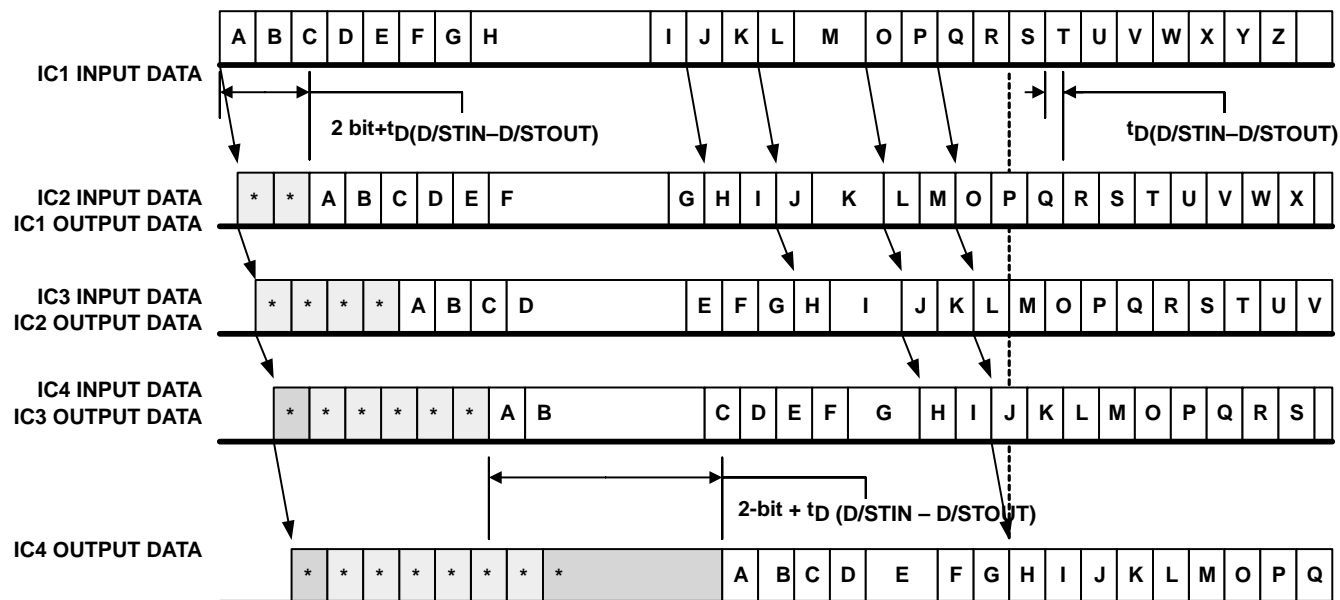 A B C D E F G H I J K L M O P Q R S T U V W X Y Z
IC1 INPUT DATA
2 bit+tD(D/STIN–D/STOUT)
tD(D/STIN–D/STOUT)
IC2 INPUT DATA
IC1 OUTPUT DATA
* * A B C D E F G H I J K L M O P Q R S T U V W X
IC3 INPUT DATA
IC2 OUTPUT DATA
* * * * A B C D E F G H I J K L M O P Q R S T U V
IC4 INPUT DATA
IC3 OUTPUT DATA
* * * * * * A B C D E F G H I J K L M O P Q R S
2-bit + tD (D/STIN – D/STOUT)
IC4 OUTPUT DATA
* * * * * * * * A B C D E F G H I J K L M O P Q